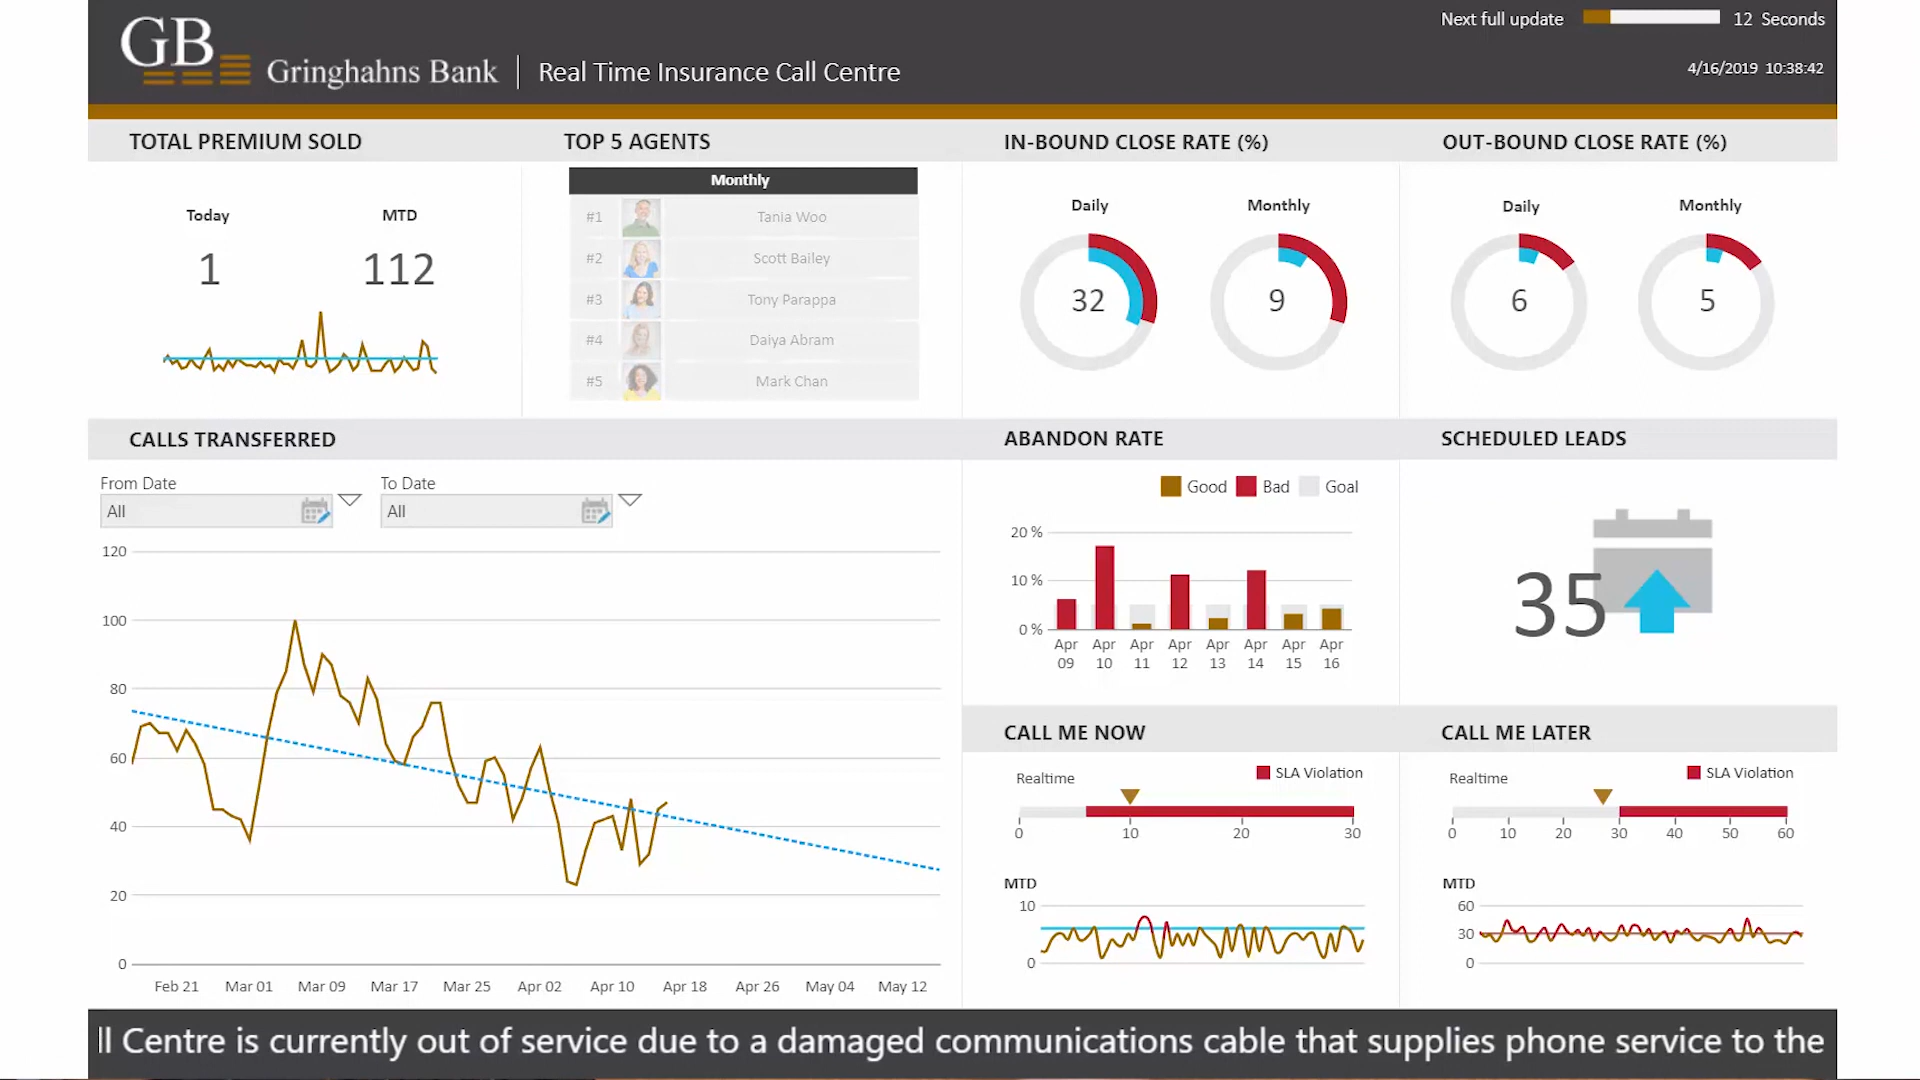 GB
Gringhahns Bank
Real Time Insurance Call Centre
Next full update
12 Seconds
4/16/2019 10:38:42
TOTAL PREMIUM SOLD
Today
MTD
1
112
TOP 5 AGENTS
Monthly
#1 Tania Woo
#2 Scott Bailey
#3 Tony Parappa
#4 Daiya Abram
#5 Mark Chan
IN-BOUND CLOSE RATE (%)
Daily
Monthly
32
9
OUT-BOUND CLOSE RATE (%)
Daily
Monthly
6
5
CALLS TRANSFERRED
From Date
To Date
All
All
120
100
80
60
40
20
0
Feb 21 Mar 01 Mar 09 Mar 17 Mar 25 Apr 02 Apr 10 Apr 18 Apr 26 May 04 May 12
ABANDON RATE
Good Bad Goal
20 %
10 %
0 %
Apr Apr Apr Apr Apr Apr Apr Apr
09 10 11 12 13 14 15 16
SCHEDULED LEADS
35
CALL ME NOW
Realtime
SLA Violation
0 10 20 30
MTD
10
0
CALL ME LATER
Realtime
SLA Violation
0 10 20 30 40 50 60
MTD
60
30
0
ll Centre is currently out of service due to a damaged communications cable that supplies phone service to the